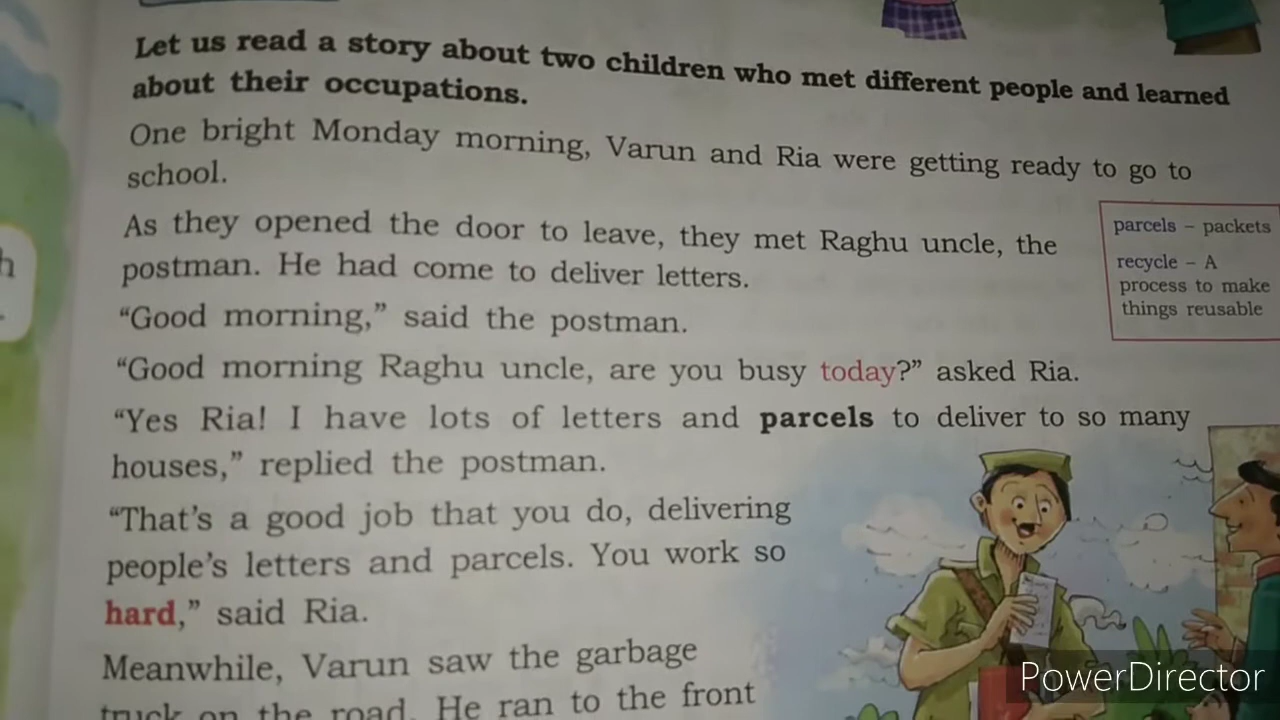 Let us read a story about two children who met different people and learned
about their occupations.
One bright Monday morning, Varun and Ria were getting ready to go to
school.
As they opened the door to leave, they met Raghu uncle, the
postman. He had come to deliver letters.
parcels – packets
recycle – A
process to make
things reusable
“Good morning,” said the postman.
“Good morning Raghu uncle, are you busy today?” asked Ria.
“Yes Ria! I have lots of letters and parcels to deliver to so many
houses,” replied the postman.
“That’s a good job that you do, delivering
people’s letters and parcels. You work so
hard,” said Ria.
Meanwhile, Varun saw the garbage
truck on the road. He ran to the front
h
PowerDirector